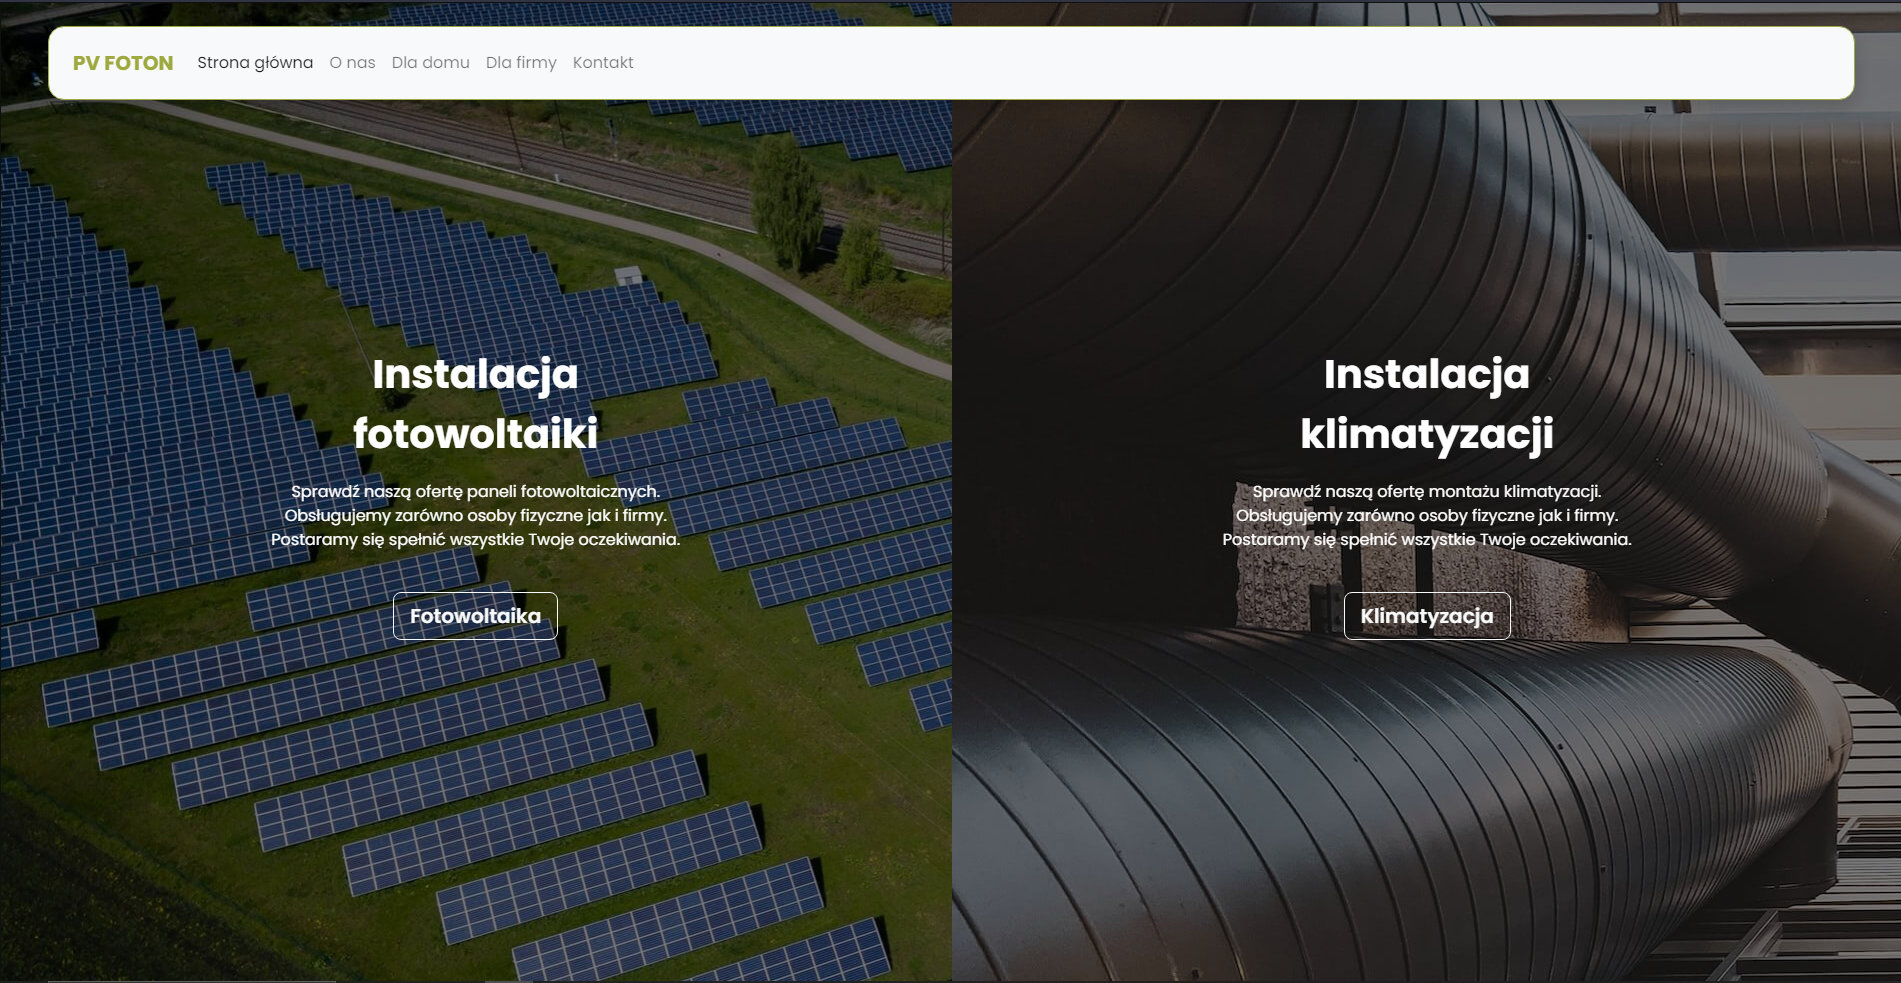 PV FOTON Strona główna O nas Dla domu Dla firmy Kontakt
Instalacja
fotowoltaiki
Sprawdź naszą ofertę paneli fotowoltaicznych.
Obsługujemy zarówno osoby fizyczne jak i firmy.
Postaramy się spełnić wszystkie Twoje oczekiwania.
Fotowoltaika
Instalacja
klimatyzacji
Sprawdź naszą ofertę montażu klimatyzacji.
Obsługujemy zarówno osoby fizyczne jak i firmy.
Postaramy się spełnić wszystkie Twoje oczekiwania.
Klimatyzacja